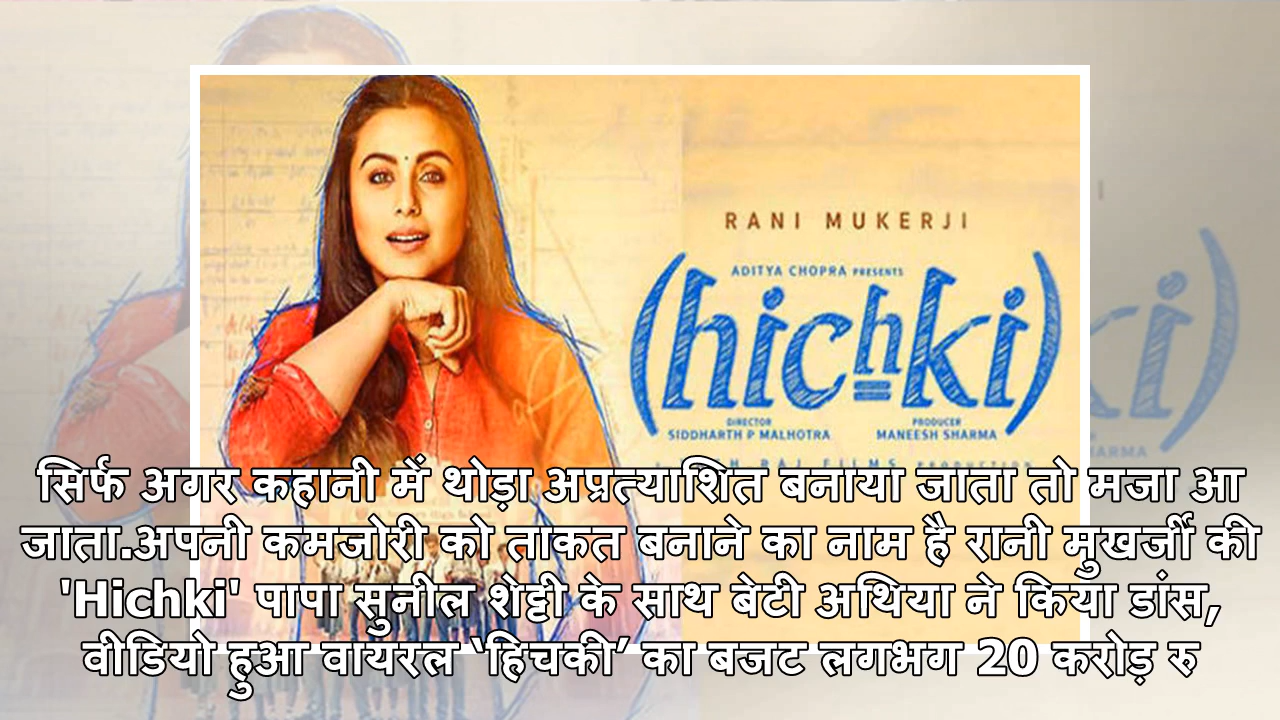 RANI MUKERJI
ADITYA CHOPRA PRESENTS
(hichki)
DIRECTOR
SIDDHARTH P MALHOTRA
PRODUCER
MANEESH SHARMA
सिर्फ अगर कहानी में थोड़ा अप्रत्याशित बनाया जाता तो मजा आ
जाता.अपनी कमजोरी को ताकत बनाने का नाम है रानी मुखर्जी की
'Hichki' पापा सुनील शेट्टी के साथ बेटी अथिया ने किया डांस,
वीडियो हुआ वायरल ‘हिचकी’ का बजट लगभग 20 करोड़ रु